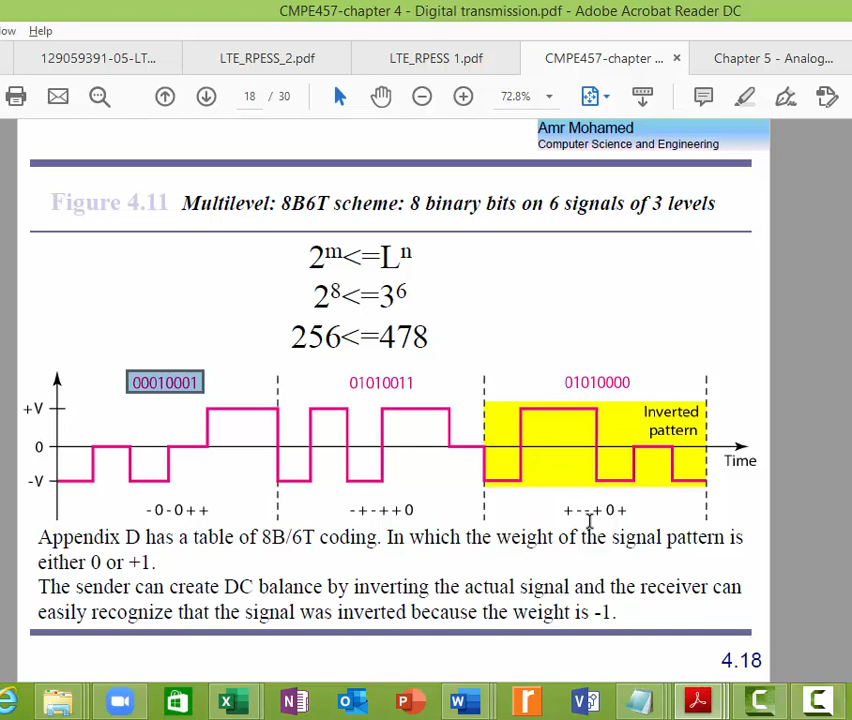 CMPE457-chapter 4 - Digital transmission.pdf - Adobe Acrobat Reader DC
Help
129059391-05-LT... LTE_RPESS_2.pdf LTE_RPESS 1.pdf CMPE457-chapter ... × Chapter 5 - Analog...
18 / 30 72.8%
Amr Mohamed
Computer Science and Engineering
Figure 4.11 Multilevel: 8B6T scheme: 8 binary bits on 6 signals of 3 levels
2ᵐ<=Lⁿ
2⁸<=3⁶
256<=478
00010001 01010011 01010000
+V
Inverted
pattern
0
Time
-V
- 0 - 0 + + - + - + + 0 + - - + 0 +
Appendix D has a table of 8B/6T coding. In which the weight of the signal pattern is
either 0 or +1.
The sender can create DC balance by inverting the actual signal and the receiver can
easily recognize that the signal was inverted because the weight is -1.
4.18